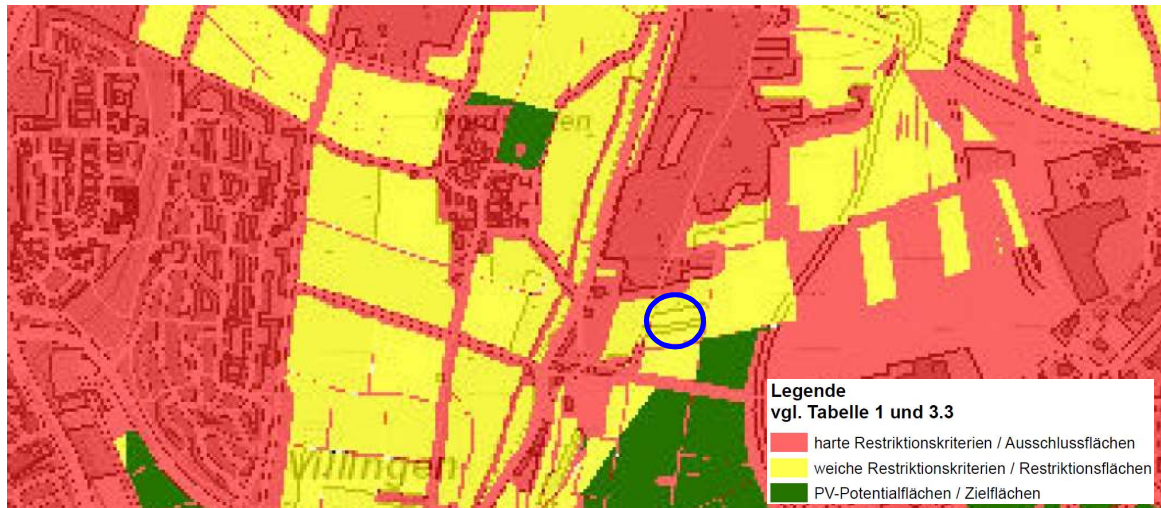 Villingen
Legende
vgl. Tabelle 1 und 3.3
harte Restriktionskriterien / Ausschlussflächen
weiche Restriktionskriterien / Restriktionsflächen
PV-Potentialflächen / Zielflächen